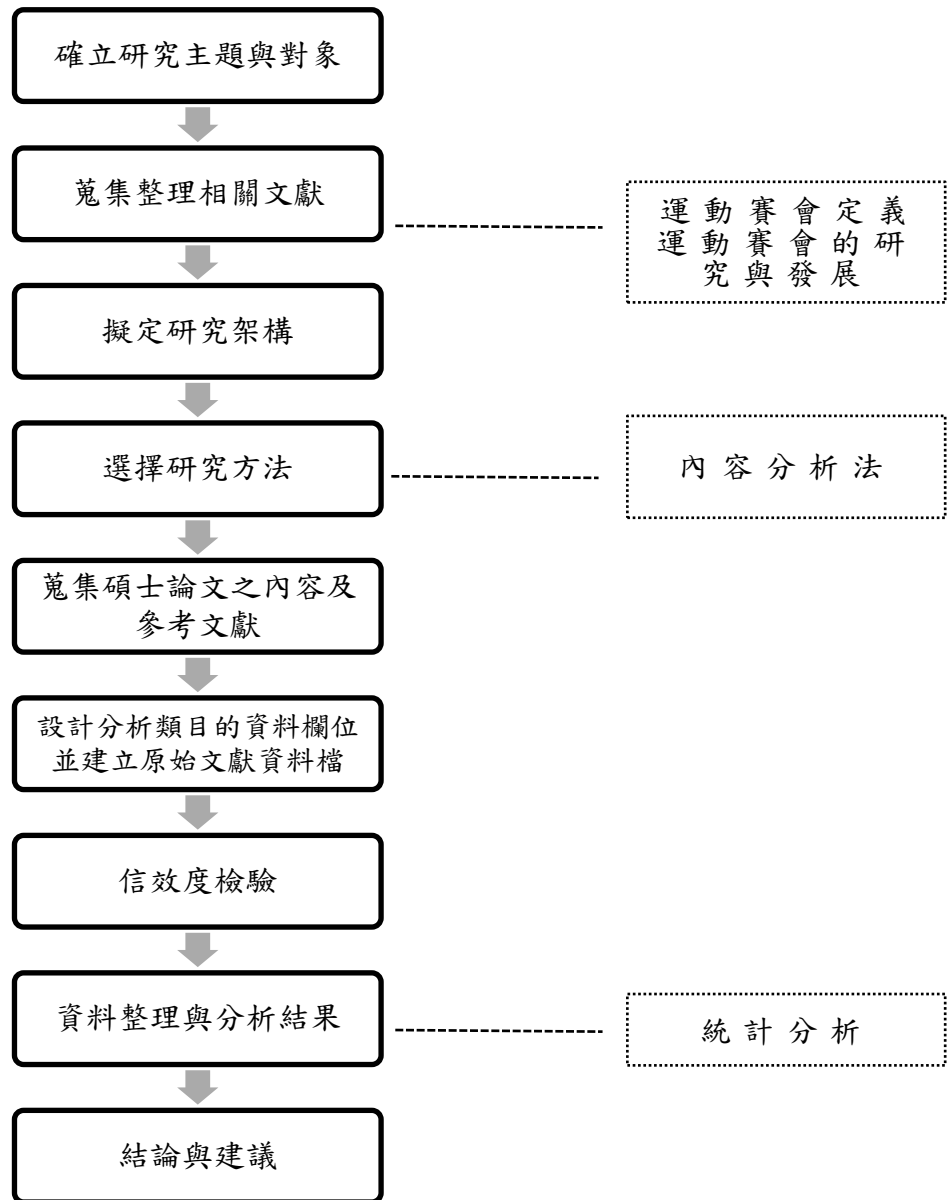 確立研究主題與對象
蒐集整理相關文獻
運動賽會定義
運動賽會的研
究與發展
擬定研究架構
選擇研究方法
內容分析法
蒐集碩士論文之內容及
參考文獻
設計分析類目的資料欄位
並建立原始文獻資料檔
信效度檢驗
資料整理與分析結果
統計分析
結論與建議